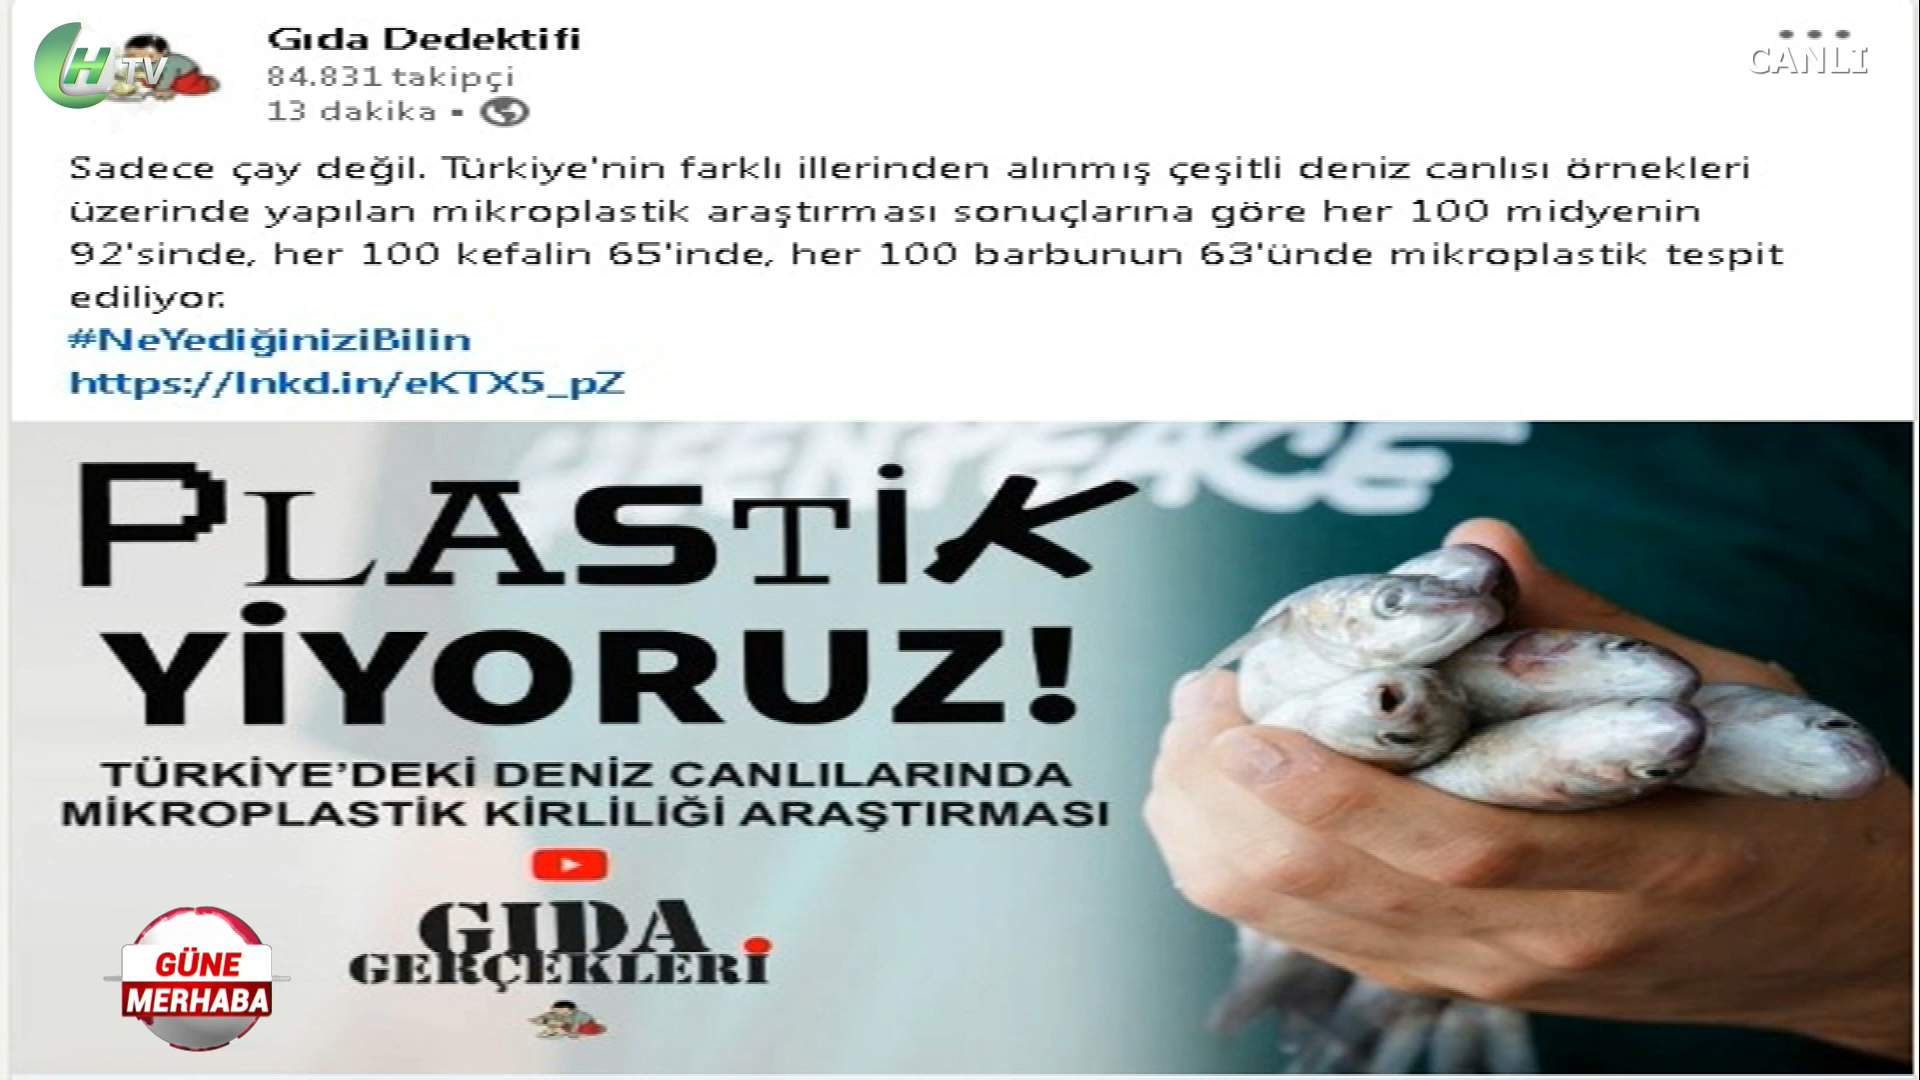 Gıda Dedektifi
HTV
84.831 takipçi
CANLI
13 dakika
Sadece çay değil. Türkiye'nin farklı illerinden alınmış çeşitli deniz canlısı örnekleri
üzerinde yapılan mikroplastik araştırması sonuçlarına göre her 100 midyenin
92'sinde, her 100 kefalin 65'inde, her 100 barbunun 63'ünde mikroplastik tespit
ediliyor.
#NeYediğiniziBilin
https://lnkd.in/eKTX5_pZ
GREENPEACE
PLASTİK
YİYORUZ!
TÜRKİYE'DEKİ DENİZ CANLILARINDA
MİKROPLASTİK KİRLİLİĞİ ARAŞTIRMASI
GIDA
GERÇEKLERİ
GÜNE
MERHABA